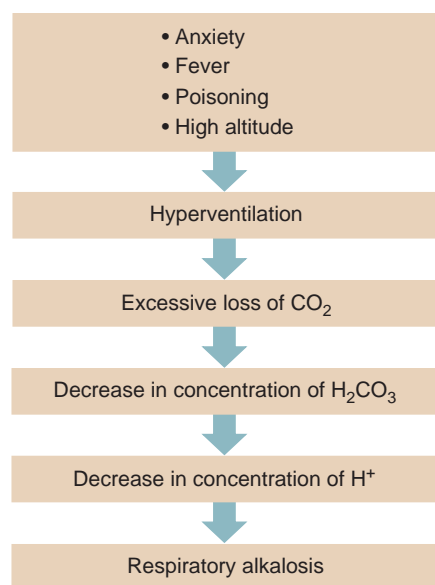 • Anxiety
• Fever
• Poisoning
• High altitude
Hyperventilation
Excessive loss of CO₂
Decrease in concentration of H₂CO₃
Decrease in concentration of H⁺
Respiratory alkalosis